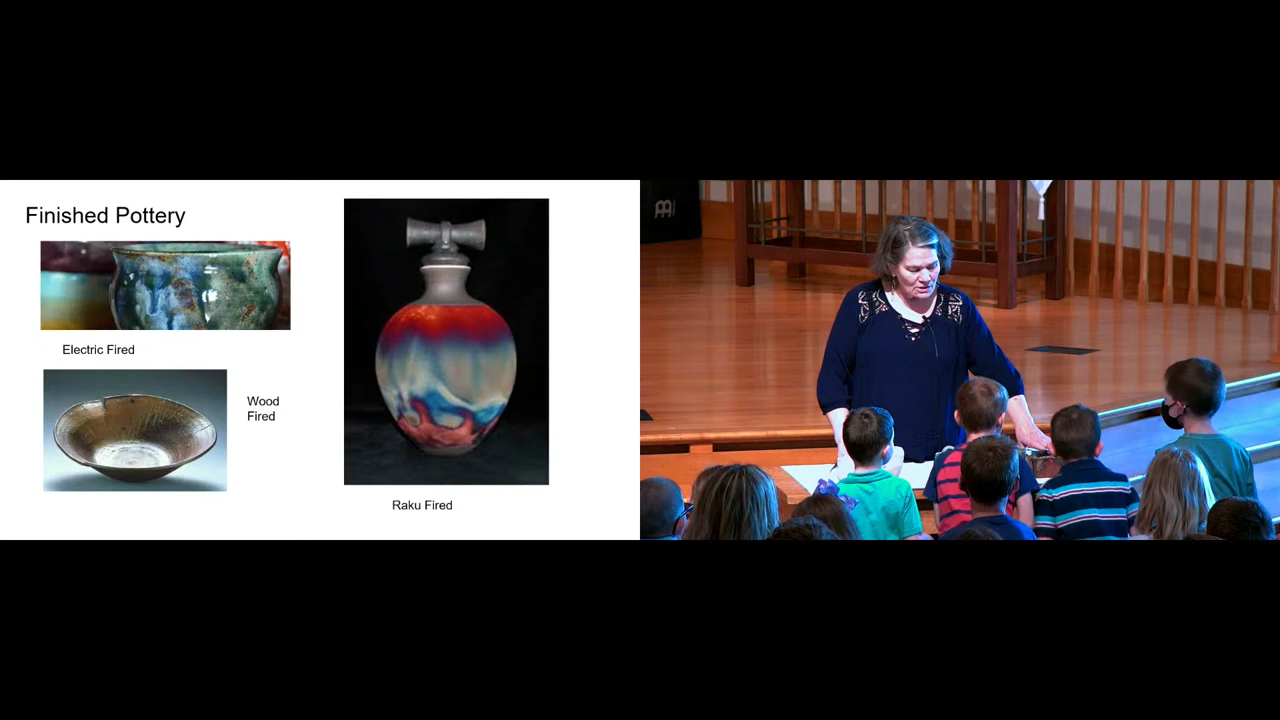 Finished Pottery
Electric Fired
Wood
Fired
Raku Fired